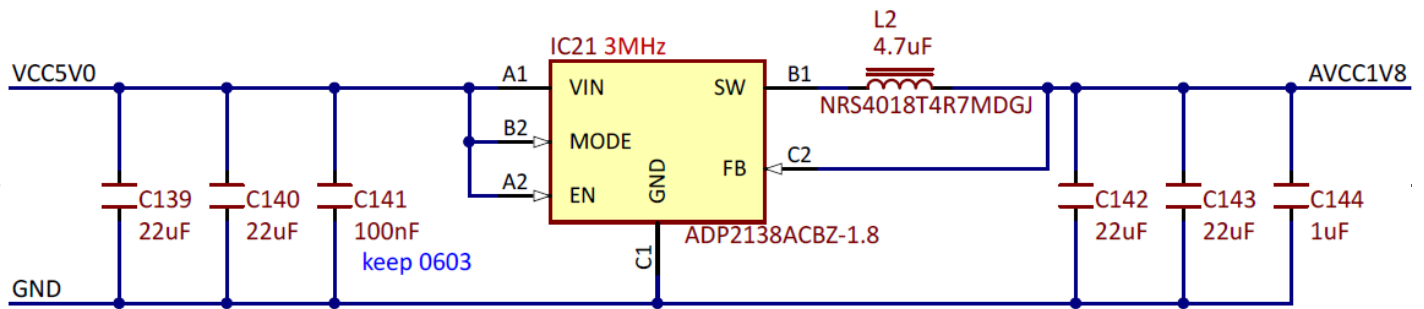 L2
4.7uF
IC21 3MHz
VCC5V0
A1
VIN
SW
B1
AVCC1V8
NRS4018T4R7MDGJ
B2
MODE
C2
FB
GND
A2
EN
C139
22uF
C140
22uF
C141
100nF
keep 0603
C142
22uF
C143
22uF
C144
1uF
ADP2138ACBZ-1.8
C1
GND